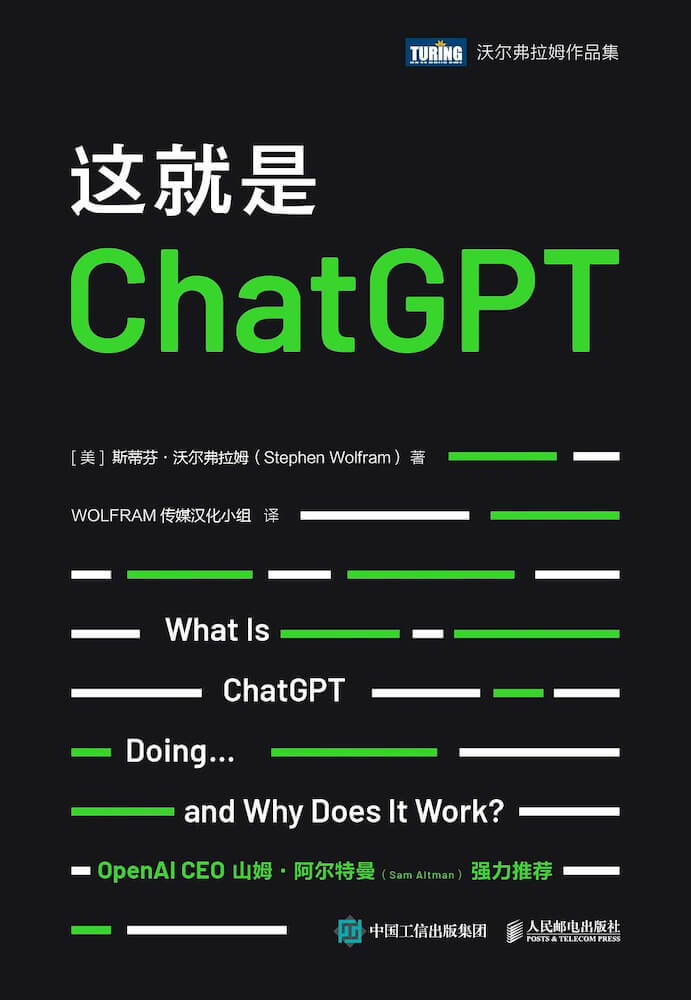 TURING 沃尔弗拉姆作品集
这就是
ChatGPT
[ 美 ] 斯蒂芬·沃尔弗拉姆（Stephen Wolfram）著
WOLFRAM 传媒汉化小组 译
What Is
ChatGPT
Doing...
and Why Does It Work?
OpenAI CEO 山姆·阿尔特曼（Sam Altman）强力推荐
中国工信出版集团 人民邮电出版社
POSTS & TELECOM PRESS